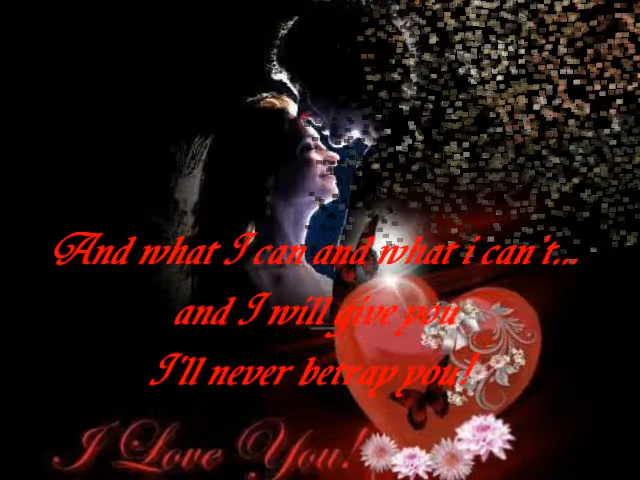 And what I can and what i can't...
and I will give you
I'll never betray you!
I Love You!